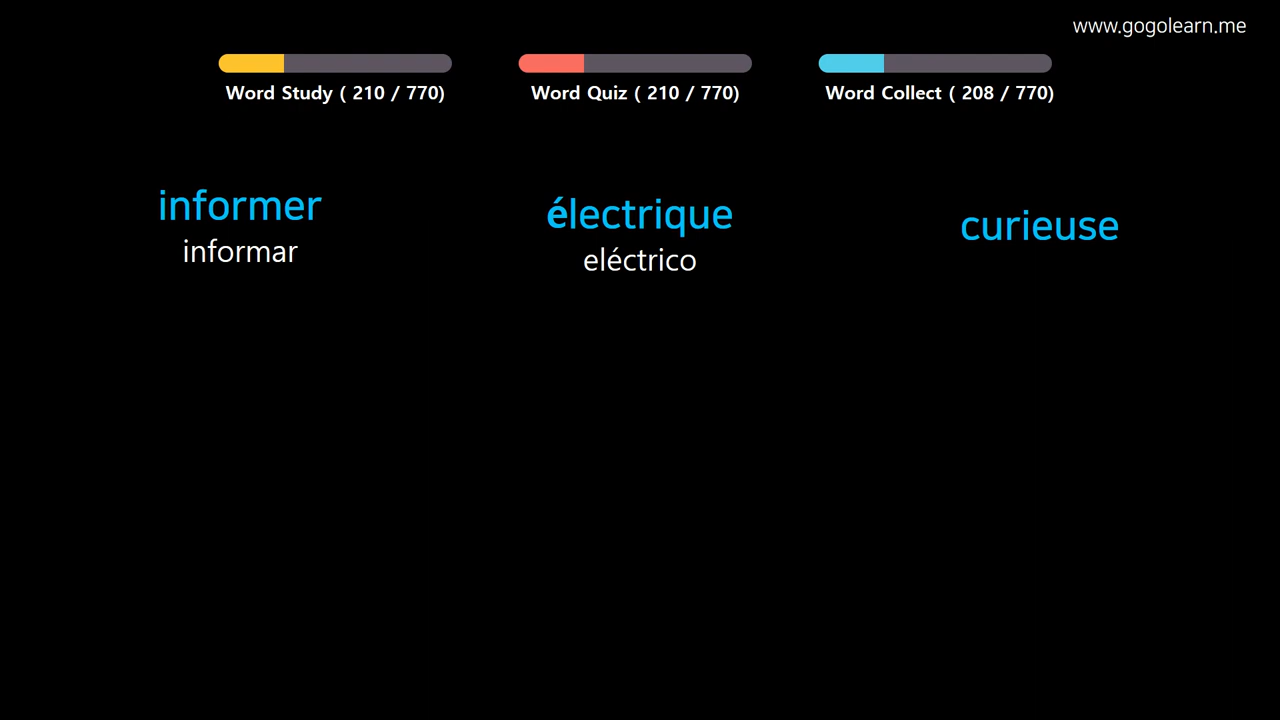 www.gogolearn.me
Word Study ( 210 / 770)
Word Quiz ( 210 / 770)
Word Collect ( 208 / 770)
informer
informar
électrique
eléctrico
curieuse